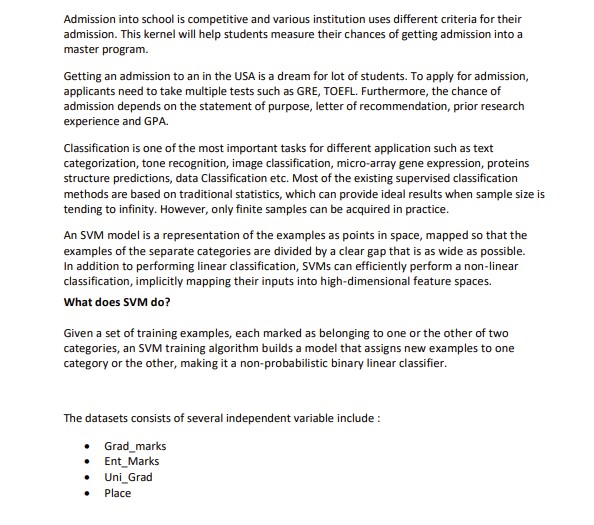 Admission into school is competitive and various institution uses different criteria for their
admission. This kernel will help students measure their chances of getting admission into a
master program.
Getting an admission to an in the USA is a dream for lot of students. To apply for admission,
applicants need to take multiple tests such as GRE, TOEFL. Furthermore, the chance of
admission depends on the statement of purpose, letter of recommendation, prior research
experience and GPA.
Classification is one of the most important tasks for different application such as text
categorization, tone recognition, image classification, micro-array gene expression, proteins
structure predictions, data Classification etc. Most of the existing supervised classification
methods are based on traditional statistics, which can provide ideal results when sample size is
tending to infinity. However, only finite samples can be acquired in practice.
An SVM model is a representation of the examples as points in space, mapped so that the
examples of the separate categories are divided by a clear gap that is as wide as possible.
In addition to performing linear classification, SVMs can efficiently perform a non-linear
classification, implicitly mapping their inputs into high-dimensional feature spaces.
What does SVM do?
Given a set of training examples, each marked as belonging to one or the other of two
categories, an SVM training algorithm builds a model that assigns new examples to one
category or the other, making it a non-probabilistic binary linear classifier.
The datasets consists of several independent variable include :
• Grad_marks
• Ent_Marks
• Uni_Grad
• Place